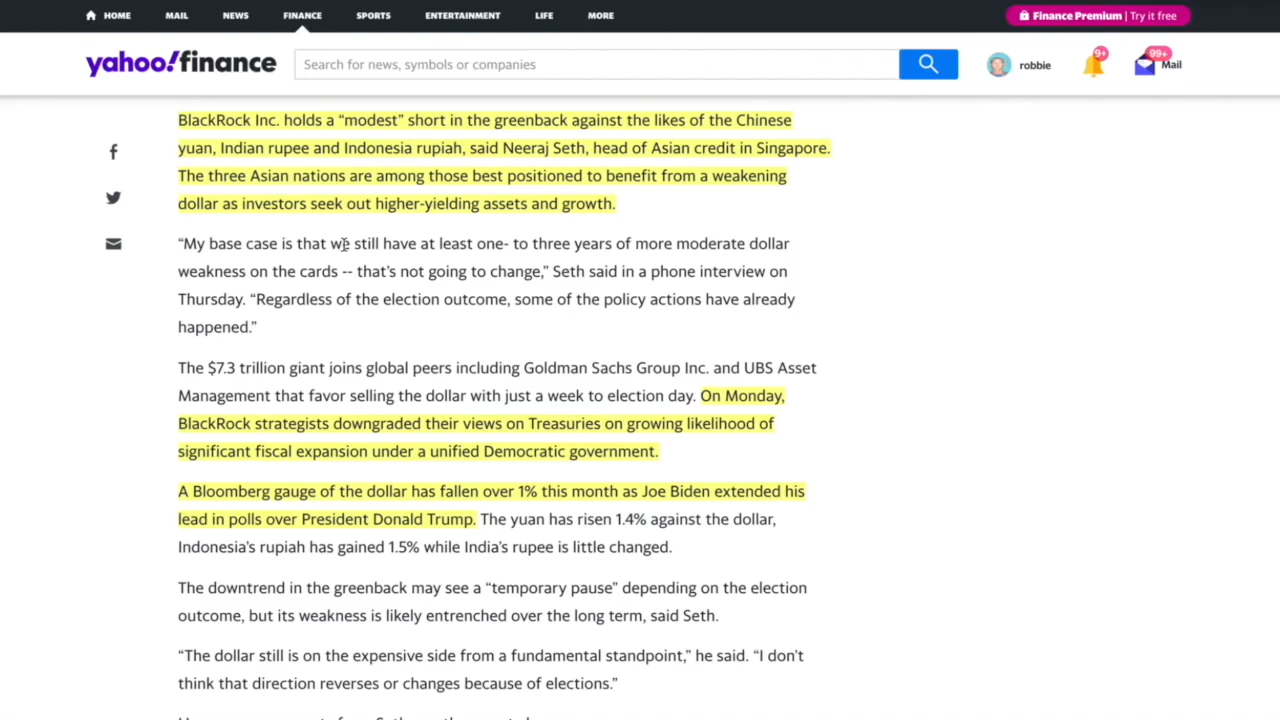 HOME MAIL NEWS FINANCE SPORTS ENTERTAINMENT LIFE MORE Finance Premium | Try it free
yahoo!finance Search for news, symbols or companies robbie 9+ 99+ Mail
BlackRock Inc. holds a “modest” short in the greenback against the likes of the Chinese
yuan, Indian rupee and Indonesia rupiah, said Neeraj Seth, head of Asian credit in Singapore.
The three Asian nations are among those best positioned to benefit from a weakening
dollar as investors seek out higher-yielding assets and growth.
“My base case is that we still have at least one- to three years of more moderate dollar
weakness on the cards -- that’s not going to change,” Seth said in a phone interview on
Thursday. “Regardless of the election outcome, some of the policy actions have already
happened.”
The $7.3 trillion giant joins global peers including Goldman Sachs Group Inc. and UBS Asset
Management that favor selling the dollar with just a week to election day. On Monday,
BlackRock strategists downgraded their views on Treasuries on growing likelihood of
significant fiscal expansion under a unified Democratic government.
A Bloomberg gauge of the dollar has fallen over 1% this month as Joe Biden extended his
lead in polls over President Donald Trump. The yuan has risen 1.4% against the dollar,
Indonesia’s rupiah has gained 1.5% while India’s rupee is little changed.
The downtrend in the greenback may see a “temporary pause” depending on the election
outcome, but its weakness is likely entrenched over the long term, said Seth.
“The dollar still is on the expensive side from a fundamental standpoint,” he said. “I don’t
think that direction reverses or changes because of elections.”